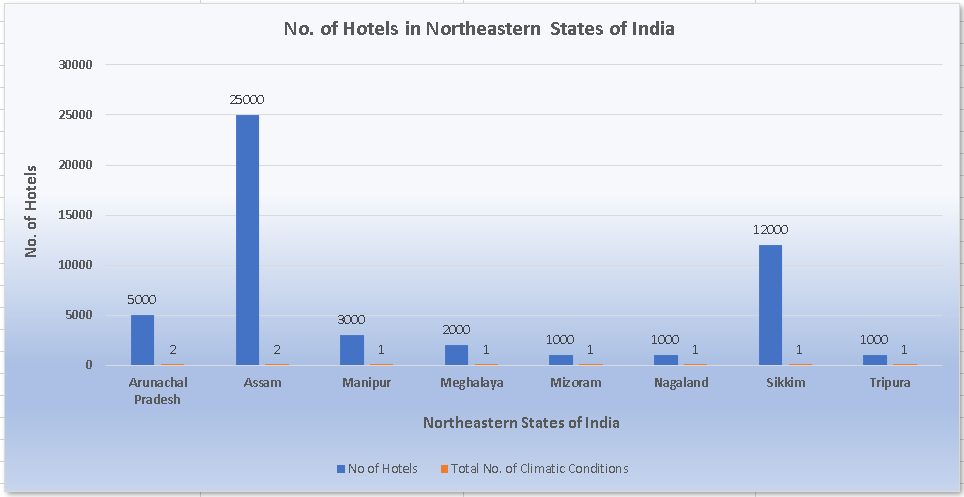 No. of Hotels in Northeastern States of India
No. of Hotels
30000
25000
20000
15000
10000
5000
0
5000
2
25000
2
3000
1
2000
1
1000
1
1000
1
12000
1
1000
1
Arunachal
Pradesh
Assam
Manipur
Meghalaya
Mizoram
Nagaland
Sikkim
Tripura
Northeastern States of India
No of Hotels
Total No. of Climatic Conditions